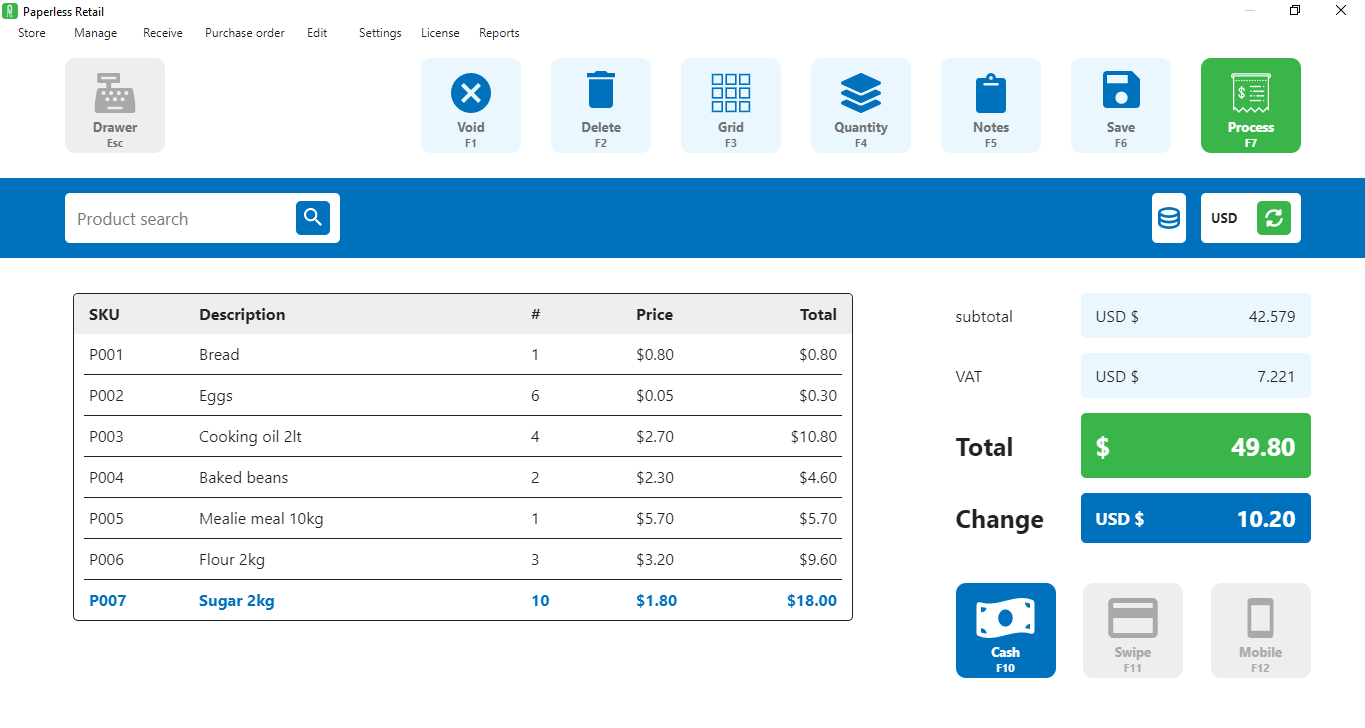 Paperless Retail
Store Manage Receive Purchase order Edit Settings License Reports
Drawer Void Delete Grid Quantity Notes Save Process
Esc F1 F2 F3 F4 F5 F6 F7
Product search USD
SKU Description # Price Total
P001 Bread 1 $0.80 $0.80
P002 Eggs 6 $0.05 $0.30
P003 Cooking oil 2lt 4 $2.70 $10.80
P004 Baked beans 2 $2.30 $4.60
P005 Mealie meal 10kg 1 $5.70 $5.70
P006 Flour 2kg 3 $3.20 $9.60
P007 Sugar 2kg 10 $1.80 $18.00
subtotal USD $ 42.579
VAT USD $ 7.221
Total $ 49.80
Change USD $ 10.20
Cash Swipe Mobile
F10 F11 F12